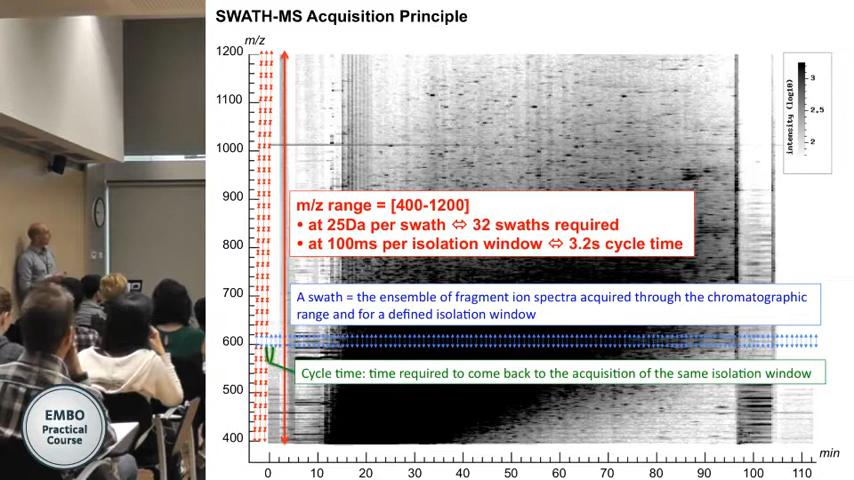 SWATH-MS Acquisition Principle
m/z
1200
1100
1000
900
800
700
600
500
400
0
10
20
30
40
50
60
70
80
90
100
110
min
intensity (log10)
3
2.5
2
m/z range = [400-1200]
• at 25Da per swath ⇔ 32 swaths required
• at 100ms per isolation window ⇔ 3.2s cycle time
A swath = the ensemble of fragment ion spectra acquired through the chromatographic
range and for a defined isolation window
Cycle time: time required to come back to the acquisition of the same isolation window
EMBO
Practical
Course